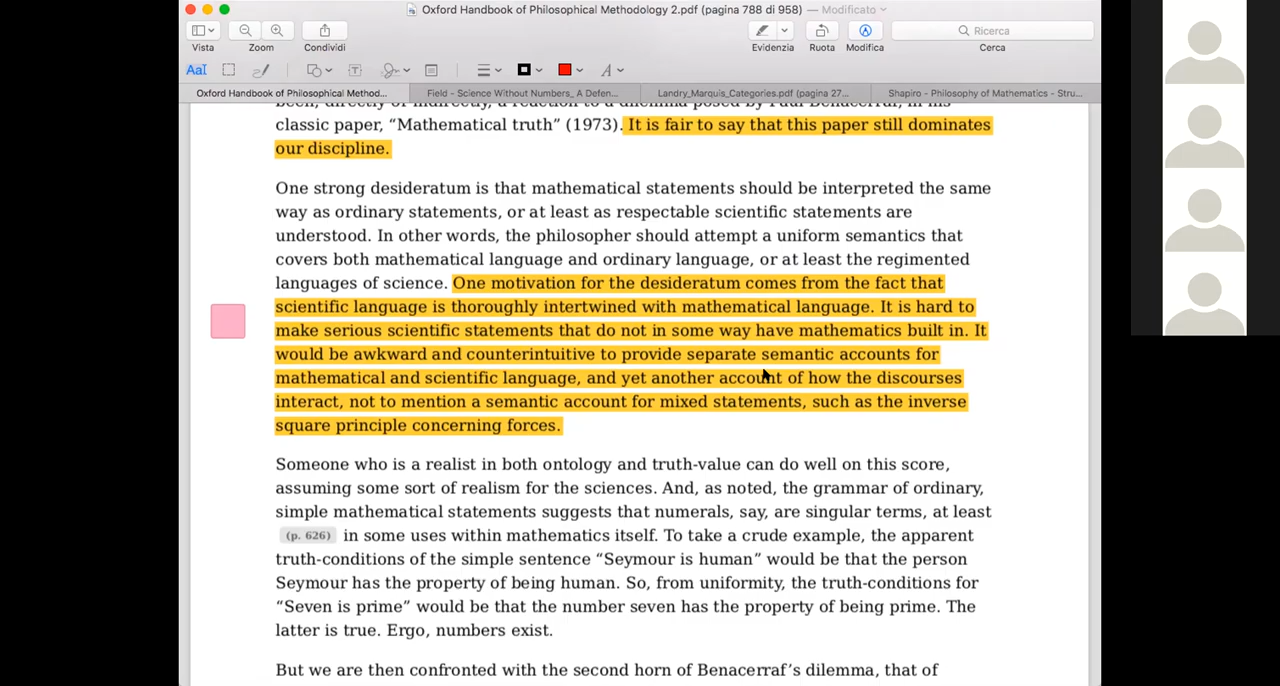 Oxford Handbook of Philosophical Methodology 2.pdf (pagina 788 di 958) — Modificato
Vista
Zoom
Condividi
Evidenzia
Ruota
Modifica
Ricerca
Cerca
AaI
T
A
Oxford Handbook of Philosophical Method...
Field - Science Without Numbers_ A Defen...
Landry_Marquis_Categories.pdf (pagina 27...
Shapiro - Philosophy of Mathematics - Stru...
been, directly or indirectly, a reaction to a dilemma posed by Paul Benacerraf, in his
classic paper, “Mathematical truth” (1973). It is fair to say that this paper still dominates
our discipline.
One strong desideratum is that mathematical statements should be interpreted the same
way as ordinary statements, or at least as respectable scientific statements are
understood. In other words, the philosopher should attempt a uniform semantics that
covers both mathematical language and ordinary language, or at least the regimented
languages of science. One motivation for the desideratum comes from the fact that
scientific language is thoroughly intertwined with mathematical language. It is hard to
make serious scientific statements that do not in some way have mathematics built in. It
would be awkward and counterintuitive to provide separate semantic accounts for
mathematical and scientific language, and yet another account of how the discourses
interact, not to mention a semantic account for mixed statements, such as the inverse
square principle concerning forces.
Someone who is a realist in both ontology and truth-value can do well on this score,
assuming some sort of realism for the sciences. And, as noted, the grammar of ordinary,
simple mathematical statements suggests that numerals, say, are singular terms, at least
(p. 626) in some uses within mathematics itself. To take a crude example, the apparent
truth-conditions of the simple sentence “Seymour is human” would be that the person
Seymour has the property of being human. So, from uniformity, the truth-conditions for
“Seven is prime” would be that the number seven has the property of being prime. The
latter is true. Ergo, numbers exist.
But we are then confronted with the second horn of Benacerraf’s dilemma, that of